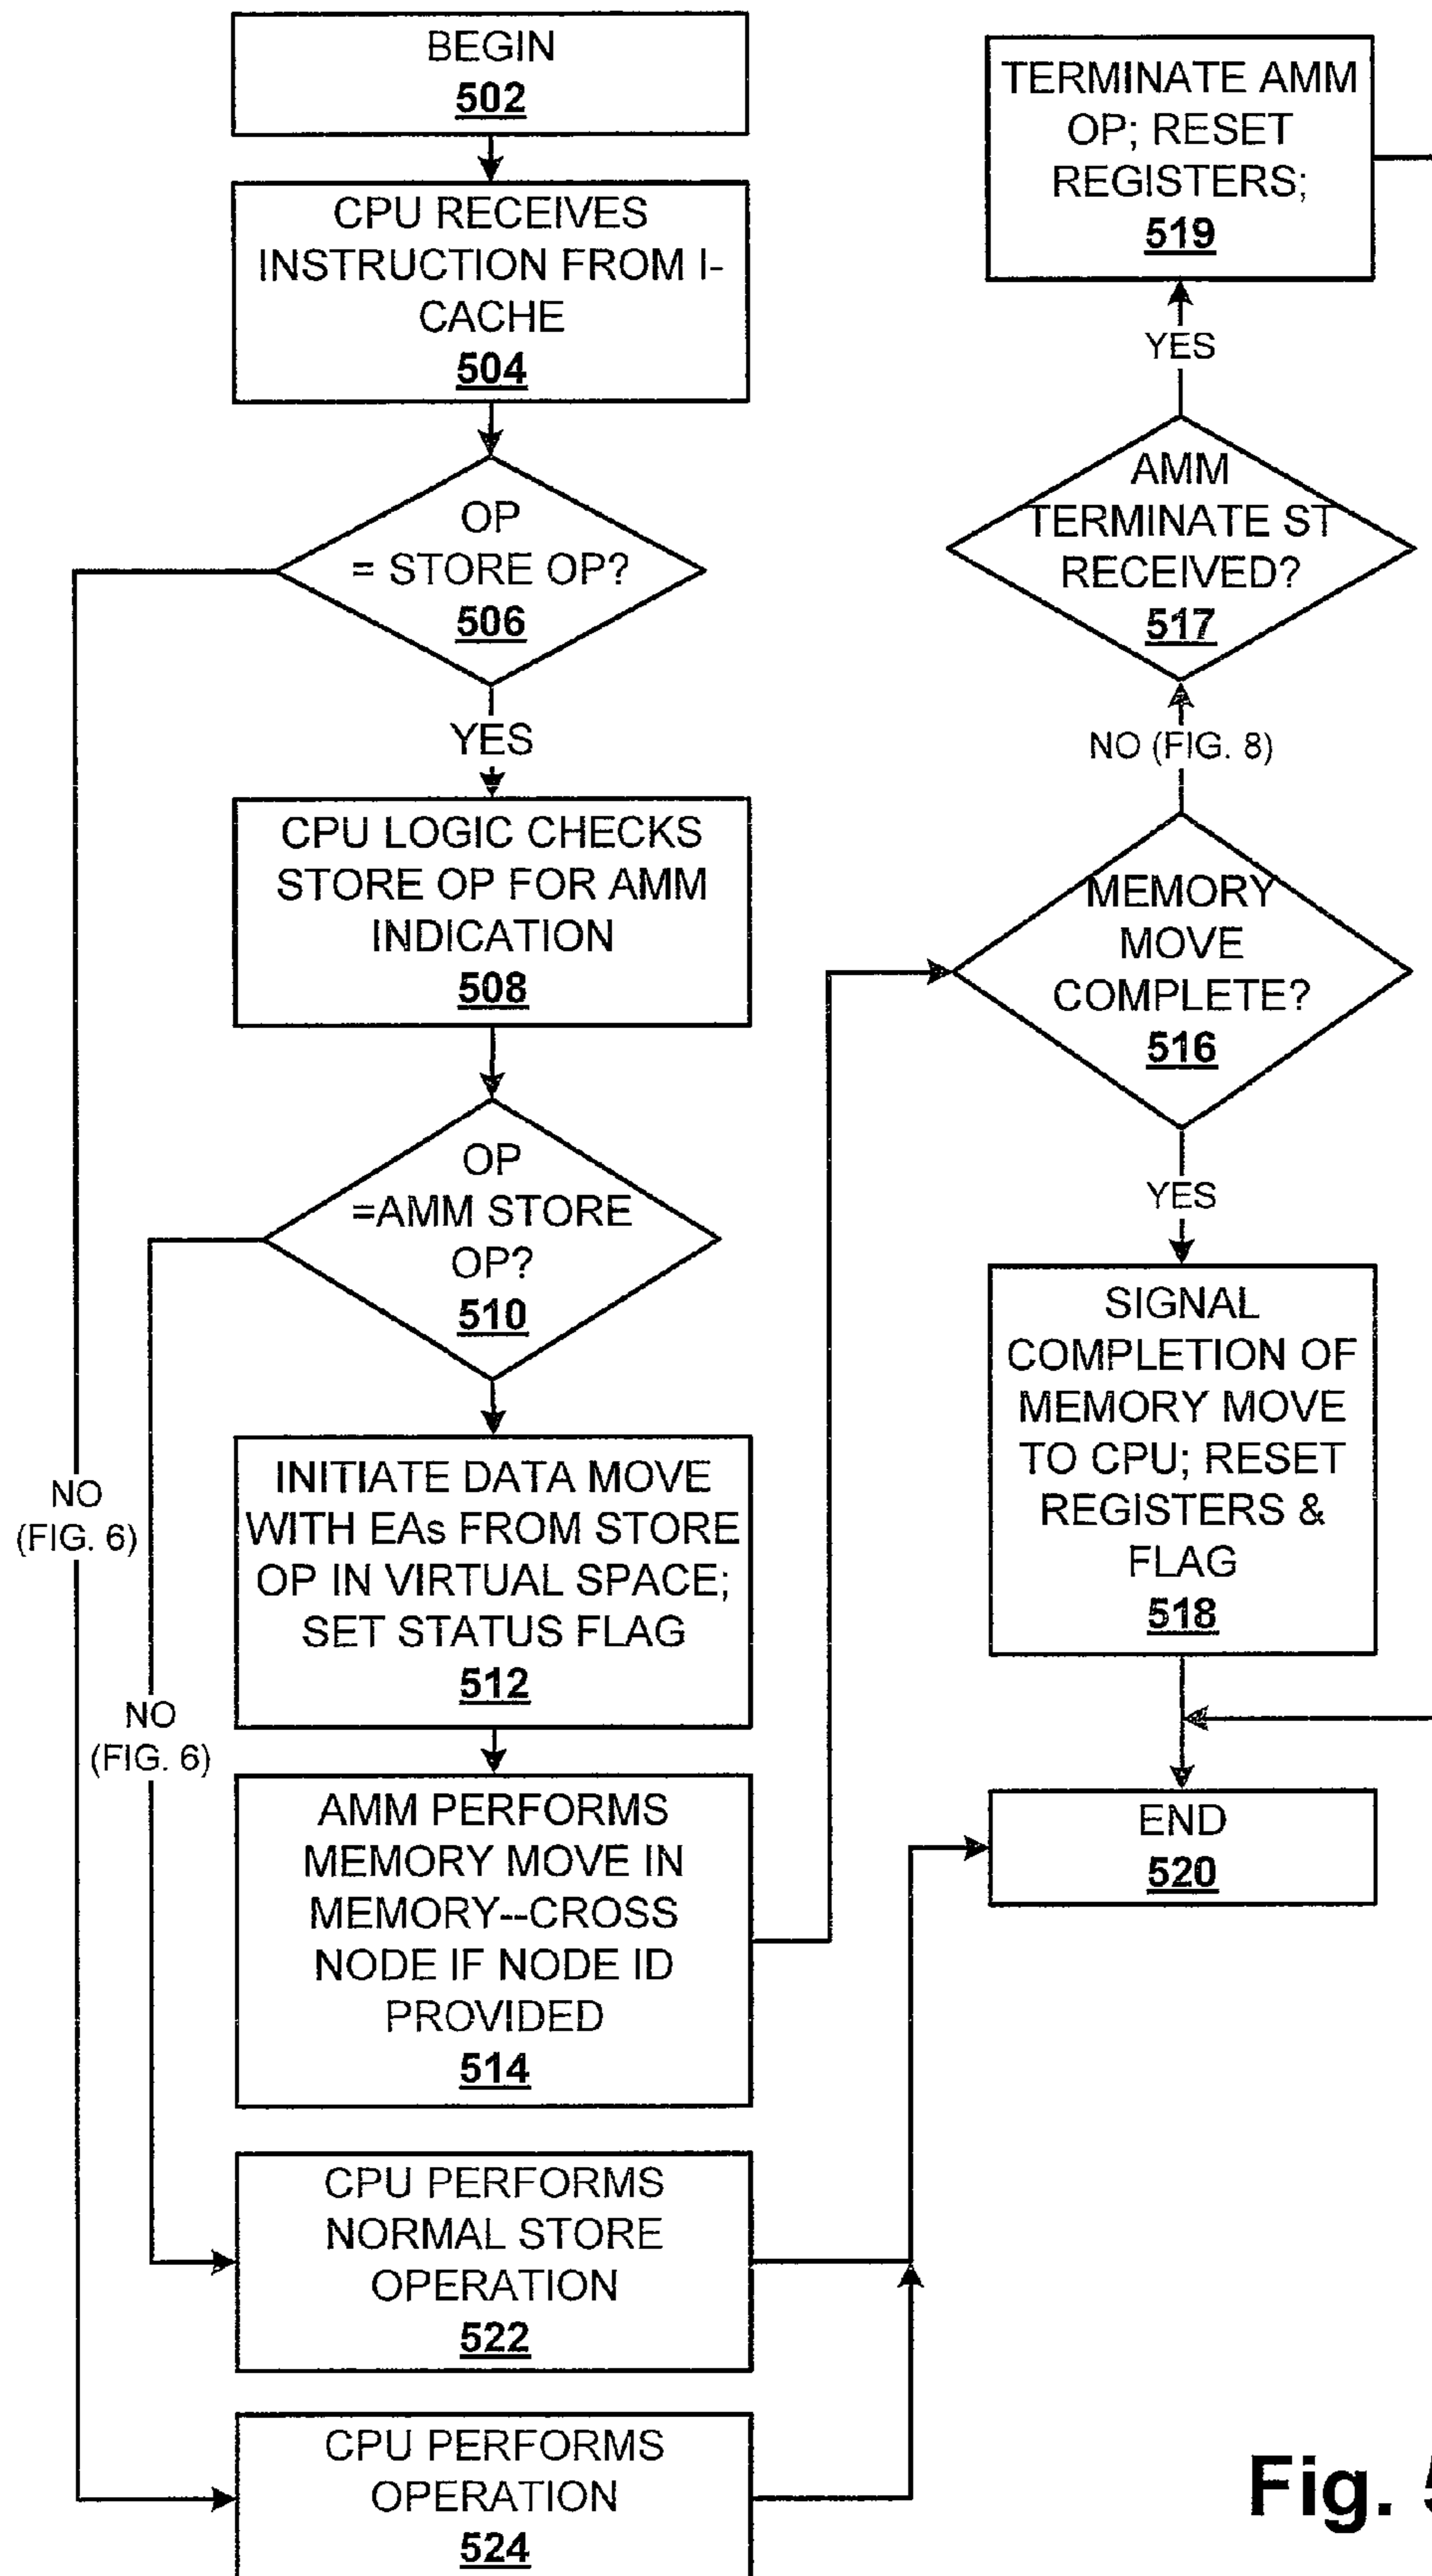 BEGIN
502
CPU RECEIVES
INSTRUCTION FROM I-
CACHE
504
OP
= STORE OP?
506
YES
CPU LOGIC CHECKS
STORE OP FOR AMM
INDICATION
508
OP
=AMM STORE
OP?
510
INITIATE DATA MOVE
WITH EAs FROM STORE
OP IN VIRTUAL SPACE;
SET STATUS FLAG
512
NO
(FIG. 6)
NO
(FIG. 6)
AMM PERFORMS
MEMORY MOVE IN
MEMORY--CROSS
NODE IF NODE ID
PROVIDED
514
CPU PERFORMS
NORMAL STORE
OPERATION
522
CPU PERFORMS
OPERATION
524
TERMINATE AMM
OP; RESET
REGISTERS;
519
YES
AMM
TERMINATE ST
RECEIVED?
517
NO (FIG. 8)
MEMORY
MOVE
COMPLETE?
516
YES
SIGNAL
COMPLETION OF
MEMORY MOVE
TO CPU; RESET
REGISTERS &
FLAG
518
END
520
Fig. 5